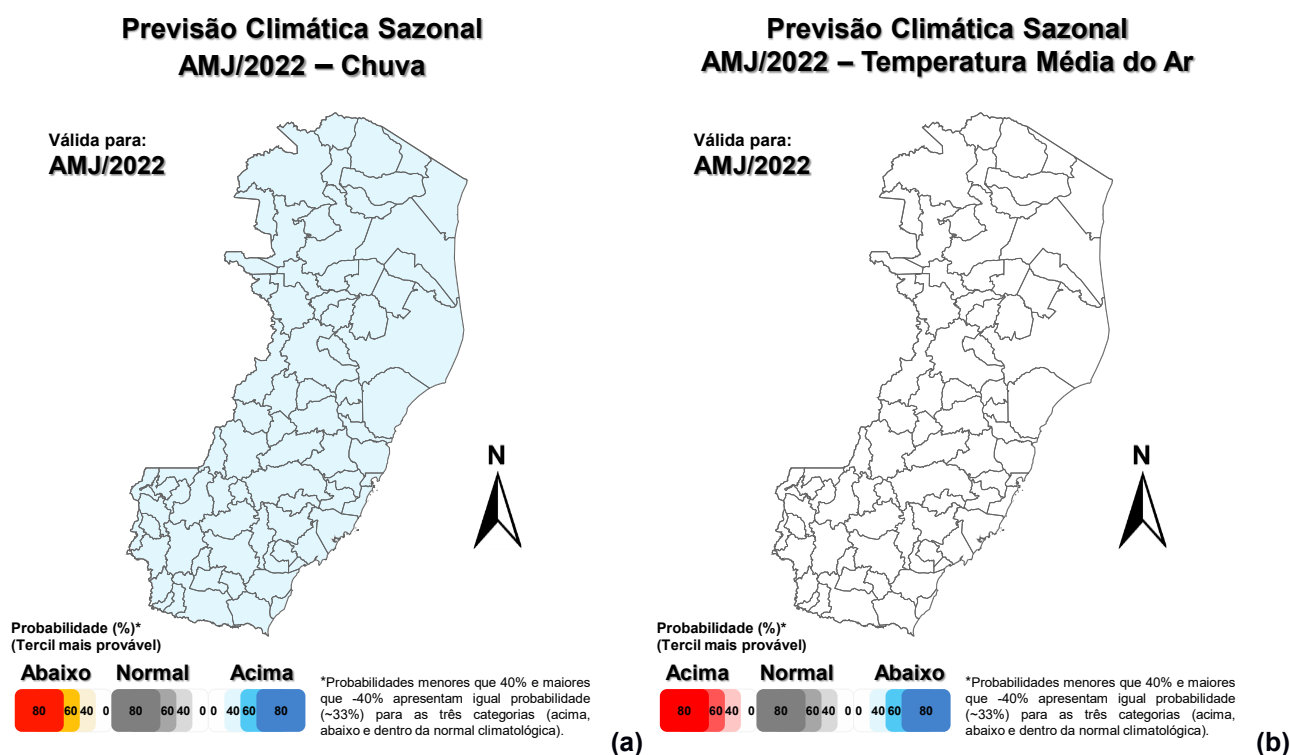 Previsão Climática Sazonal
AMJ/2022 – Chuva
Válida para:
AMJ/2022
N
Probabilidade (%)*
(Tercil mais provável)
Abaixo Normal Acima
80 60 40 0 80 60 40 0 0 40 60 80
*Probabilidades menores que 40% e maiores
que -40% apresentam igual probabilidade
(~33%) para as três categorias (acima,
abaixo e dentro da normal climatológica).
(a)
Previsão Climática Sazonal
AMJ/2022 – Temperatura Média do Ar
Válida para:
AMJ/2022
N
Probabilidade (%)*
(Tercil mais provável)
Acima Normal Abaixo
80 60 40 0 80 60 40 0 0 40 60 80
*Probabilidades menores que 40% e maiores
que -40% apresentam igual probabilidade
(~33%) para as três categorias (acima,
abaixo e dentro da normal climatológica).
(b)